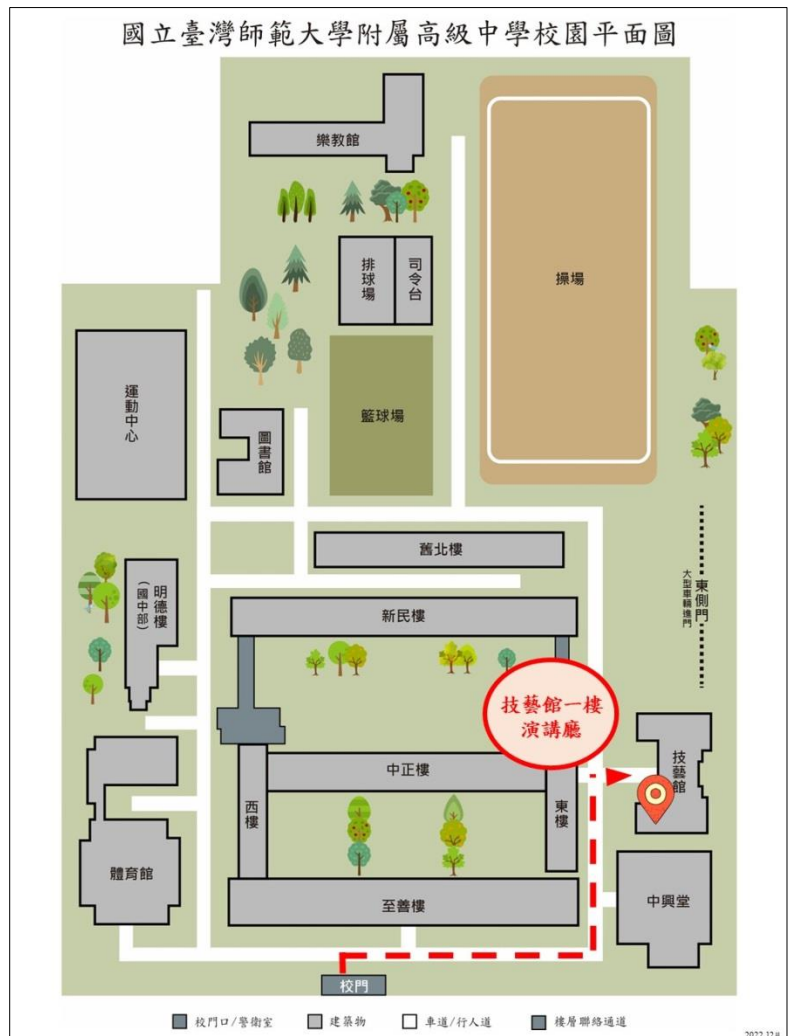 國立臺灣師範大學附屬高級中學校園平面圖
樂教館
排球場
司令台
操場
運動中心
圖書館
籃球場
舊北樓
明德樓
(國中部)
新民樓
東側門
大型車輛進門
技藝館一樓
演講廳
技藝館
中正樓
西樓
東樓
體育館
至善樓
中興堂
校門
校門口/警衛室
建築物
車道/行人道
樓層聯絡通道